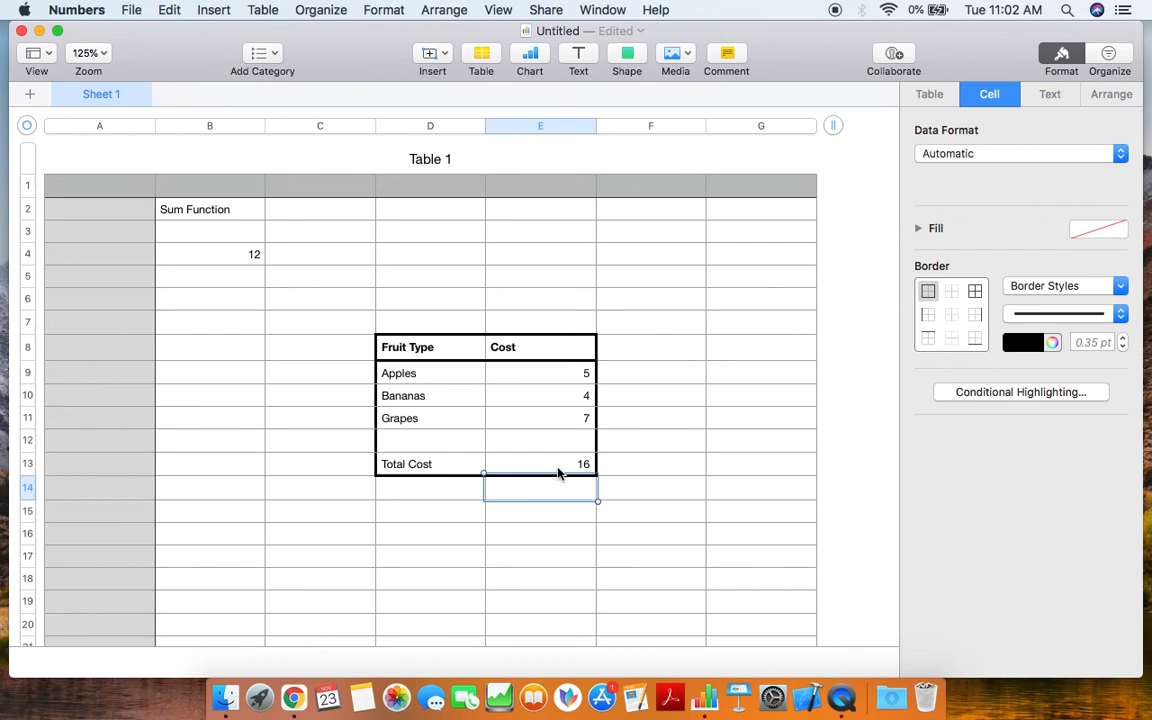 Numbers File Edit Insert Table Organize Format Arrange View Share Window Help 0% Tue 11:02 AM
Untitled — Edited
125%
View Zoom Add Category Insert Table Chart Text Shape Media Comment Collaborate Format Organize
Sheet 1
Table Cell Text Arrange
A B C D E F G
Table 1
1
2 Sum Function
3
4 12
5
6
7
8 Fruit Type Cost
9 Apples 5
10 Bananas 4
11 Grapes 7
12
13 Total Cost 16
14
15
16
17
18
19
20
21
Data Format
Automatic
Fill
Border
Border Styles
0.35 pt
Conditional Highlighting...
NOV
23
1